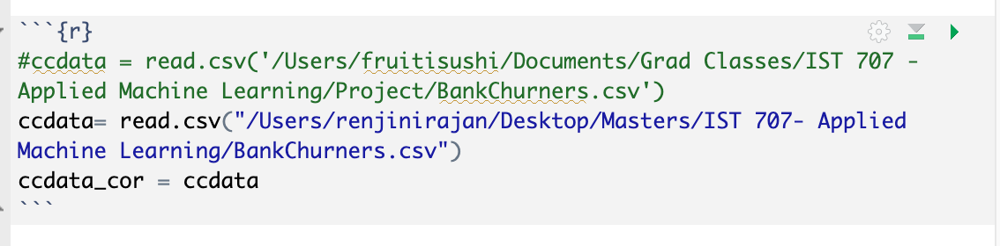 ```{r}
#ccdata = read.csv('/Users/fruitisushi/Documents/Grad Classes/IST 707 -
Applied Machine Learning/Project/BankChurners.csv')
ccdata= read.csv("/Users/renjinirajan/Desktop/Masters/IST 707- Applied
Machine Learning/BankChurners.csv")
ccdata_cor = ccdata
```